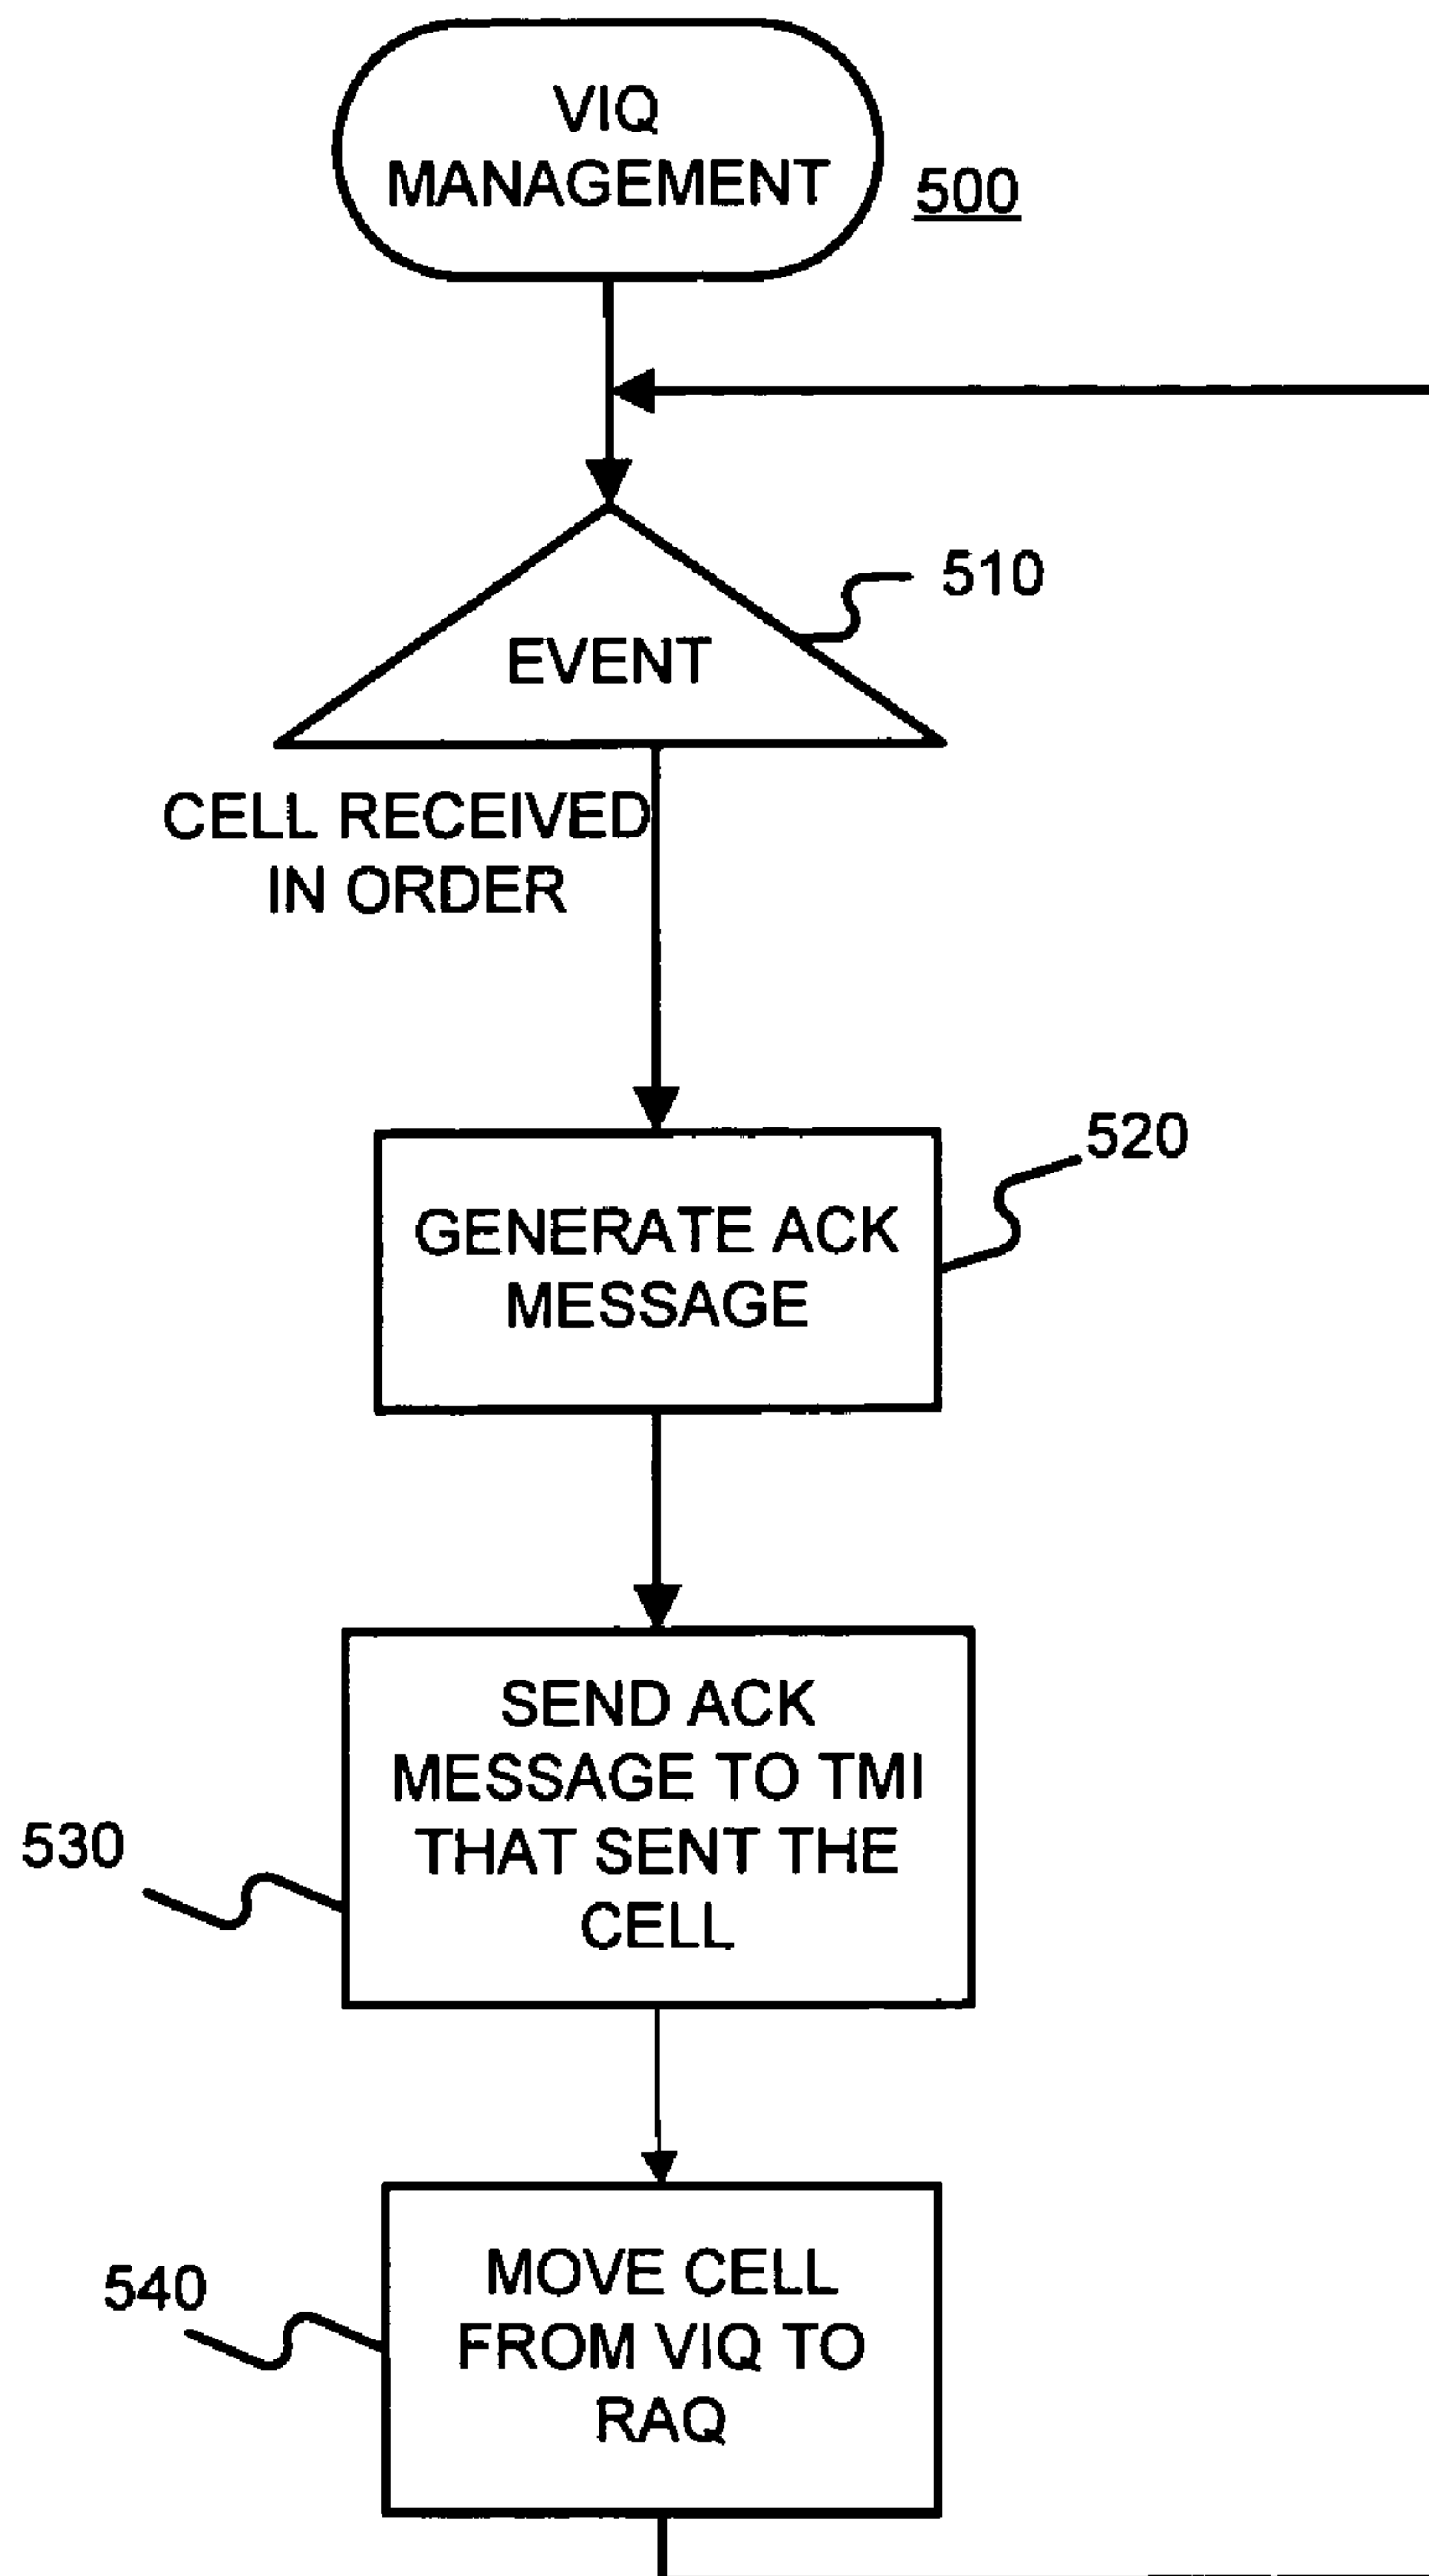 VIQ
MANAGEMENT
500
510
EVENT
CELL RECEIVED
IN ORDER
520
GENERATE ACK
MESSAGE
SEND ACK
MESSAGE TO TMI
THAT SENT THE
CELL
530
540
MOVE CELL
FROM VIQ TO
RAQ